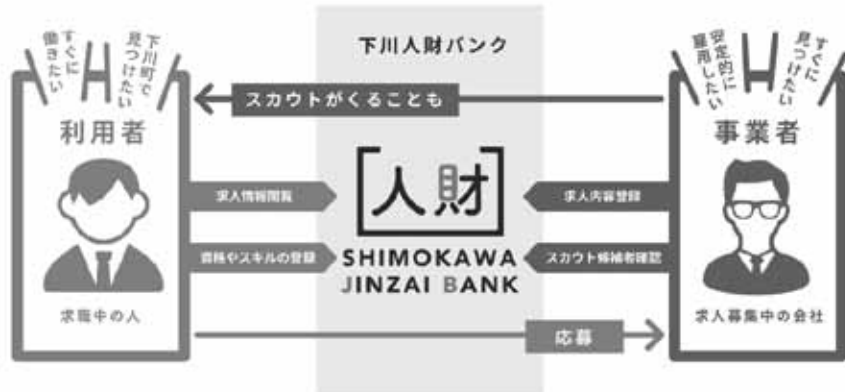 下川人財バンク
すぐに
働きたい
下川町で
見つけたい
利用者
求職中の人
スカウトがくることも
求人情報閲覧
資格やスキルの登録
[人財]
SHIMOKAWA
JINZAI BANK
求人内容登録
スカウト候補者確認
安定的に
雇用したい
すぐに
見つけたい
事業者
求人募集中の会社
応募